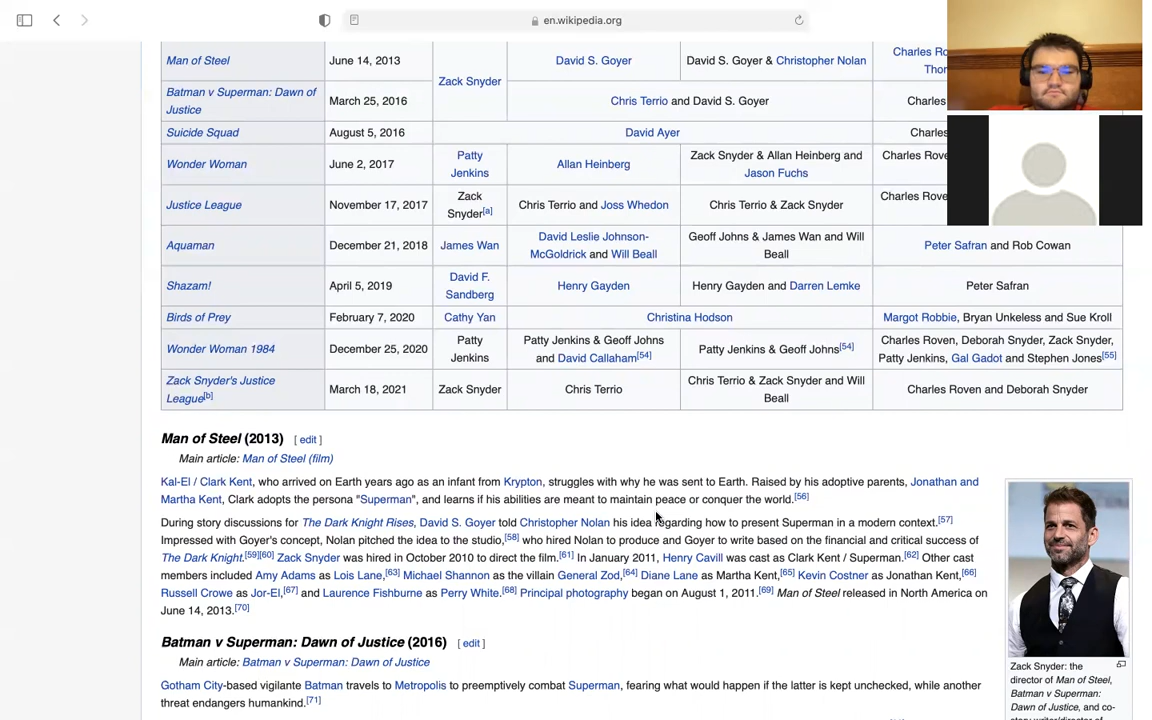 en.wikipedia.org
Man of Steel June 14, 2013 Zack Snyder David S. Goyer David S. Goyer & Christopher Nolan Charles
Batman v Superman: Dawn of Justice March 25, 2016 Chris Terrio and David S. Goyer Charles
Suicide Squad August 5, 2016 David Ayer Charles
Wonder Woman June 2, 2017 Patty Jenkins Allan Heinberg Zack Snyder & Allan Heinberg and Jason Fuchs Charles
Justice League November 17, 2017 Zack Snyder[a] Chris Terrio and Joss Whedon Chris Terrio & Zack Snyder Charles
Aquaman December 21, 2018 James Wan David Leslie Johnson-McGoldrick and Will Beall Geoff Johns & James Wan and Will Beall Peter Safran and Rob Cowan
Shazam! April 5, 2019 David F. Sandberg Henry Gayden Henry Gayden and Darren Lemke Peter Safran
Birds of Prey February 7, 2020 Cathy Yan Christina Hodson Margot Robbie, Bryan Unkeless and Sue Kroll
Wonder Woman 1984 December 25, 2020 Patty Jenkins Patty Jenkins & Geoff Johns and David Callaham[54] Patty Jenkins & Geoff Johns[54] Charles Roven, Deborah Snyder, Zack Snyder, Patty Jenkins, Gal Gadot and Stephen Jones[55]
Zack Snyder's Justice League[b] March 18, 2021 Zack Snyder Chris Terrio Chris Terrio & Zack Snyder and Will Beall Charles Roven and Deborah Snyder
Man of Steel (2013) [ edit ]
Main article: Man of Steel (film)
Kal-El / Clark Kent, who arrived on Earth years ago as an infant from Krypton, struggles with why he was sent to Earth. Raised by his adoptive parents, Jonathan and
Martha Kent, Clark adopts the persona "Superman", and learns if his abilities are meant to maintain peace or conquer the world.[56]
During story discussions for The Dark Knight Rises, David S. Goyer told Christopher Nolan his idea regarding how to present Superman in a modern context.[57]
Impressed with Goyer's concept, Nolan pitched the idea to the studio,[58] who hired Nolan to produce and Goyer to write based on the financial and critical success of
The Dark Knight.[59][60] Zack Snyder was hired in October 2010 to direct the film.[61] In January 2011, Henry Cavill was cast as Clark Kent / Superman.[62] Other cast
members included Amy Adams as Lois Lane,[63] Michael Shannon as the villain General Zod,[64] Diane Lane as Martha Kent,[65] Kevin Costner as Jonathan Kent,[66]
Russell Crowe as Jor-El,[67] and Laurence Fishburne as Perry White.[68] Principal photography began on August 1, 2011.[69] Man of Steel released in North America on
June 14, 2013.[70]
Batman v Superman: Dawn of Justice (2016) [ edit ]
Main article: Batman v Superman: Dawn of Justice
Gotham City-based vigilante Batman travels to Metropolis to preemptively combat Superman, fearing what would happen if the latter is kept unchecked, while another
threat endangers humankind.[71]
Zack Snyder: the
director of Man of Steel,
Batman v Superman:
Dawn of Justice, and co-